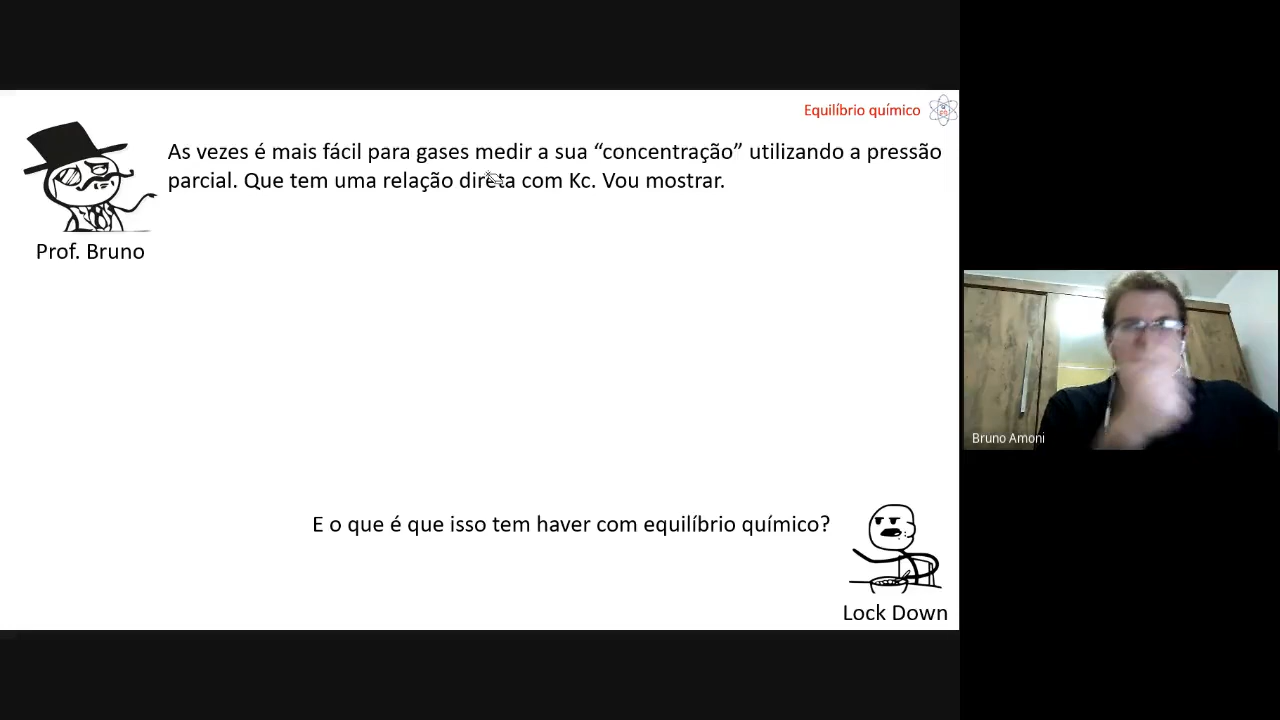 Equilíbrio químico
As vezes é mais fácil para gases medir a sua “concentração” utilizando a pressão
parcial. Que tem uma relação direta com Kc. Vou mostrar.
Prof. Bruno
Bruno Amoni
E o que é que isso tem haver com equilíbrio químico?
Lock Down